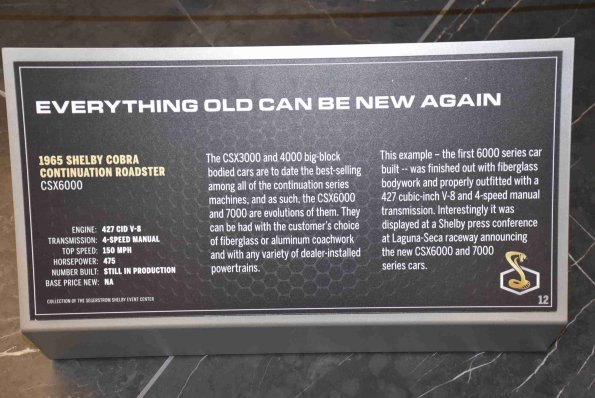 EVERYTHING OLD CAN BE NEW AGAIN
1965 SHELBY COBRA
CONTINUATION ROADSTER
CSX6000
ENGINE: 427 CID V-8
TRANSMISSION: 4-SPEED MANUAL
TOP SPEED: 150 MPH
HORSEPOWER: 475
NUMBER BUILT: STILL IN PRODUCTION
BASE PRICE NEW: NA
COLLECTION OF THE SEGERSTROM SHELBY EVENT CENTER
The CSX3000 and 4000 big-block
bodied cars are to date the best-selling
among all of the continuation series
machines, and as such, the CSX6000
and 7000 are evolutions of them. They
can be had with the customer's choice
of fiberglass or aluminum coachwork
and with any variety of dealer-installed
powertrains.
This example – the first 6000 series car
built -- was finished out with fiberglass
bodywork and properly outfitted with a
427 cubic-inch V-8 and 4-speed manual
transmission. Interestingly it was
displayed at a Shelby press conference
at Laguna-Seca raceway announcing
the new CSX6000 and 7000
series cars.
12